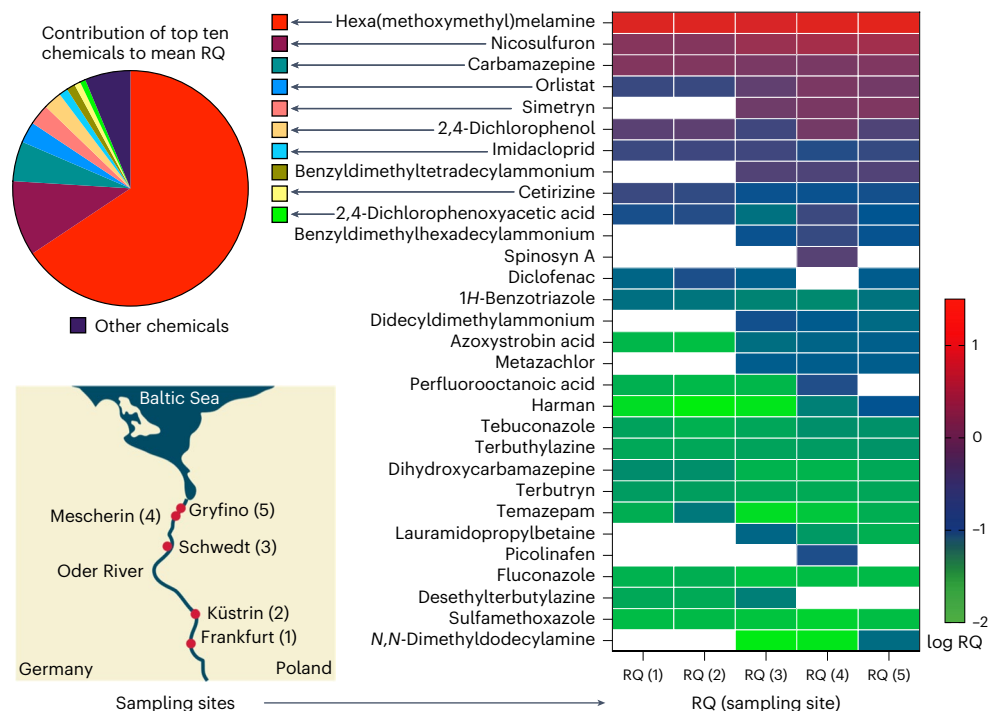 Contribution of top ten
chemicals to mean RQ
Other chemicals
Hexa(methoxymethyl)melamine
Nicosulfuron
Carbamazepine
Orlistat
Simetryn
2,4-Dichlorophenol
Imidacloprid
Benzyldimethyltetradecylammonium
Cetirizine
2,4-Dichlorophenoxyacetic acid
Benzyldimethylhexadecylammonium
Spinosyn A
Diclofenac
1H-Benzotriazole
Didecyldimethylammonium
Azoxystrobin acid
Metazachlor
Perfluorooctanoic acid
Harman
Tebuconazole
Terbuthylazine
Dihydroxycarbamazepine
Terbutryn
Temazepam
Lauramidopropylbetaine
Picolinafen
Fluconazole
Desethylterbutylazine
Sulfamethoxazole
N,N-Dimethyldodecylamine
RQ (1) RQ (2) RQ (3) RQ (4) RQ (5)
RQ (sampling site)
1
0
–1
–2
log RQ
Baltic Sea
Mescherin (4)
Gryfino (5)
Schwedt (3)
Oder River
Küstrin (2)
Frankfurt (1)
Germany
Poland
Sampling sites